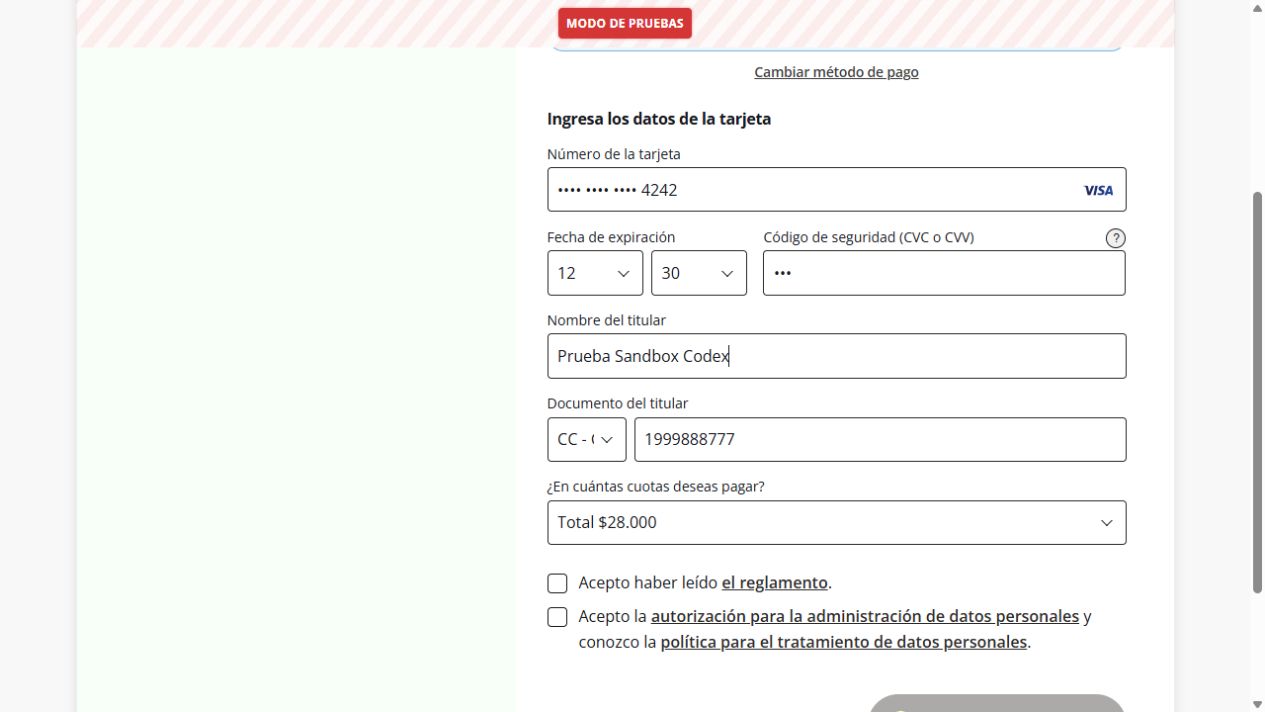 MODO DE PRUEBAS
Cambiar método de pago
Ingresa los datos de la tarjeta
Número de la tarjeta
•••• •••• •••• 4242
VISA
Fecha de expiración
Código de seguridad (CVC o CVV)
?
12
30
•••
Nombre del titular
Prueba Sandbox Codex
Documento del titular
CC -
1999888777
¿En cuántas cuotas deseas pagar?
Total $28.000
Acepto haber leído el reglamento.
Acepto la autorización para la administración de datos personales y
conozco la política para el tratamiento de datos personales.